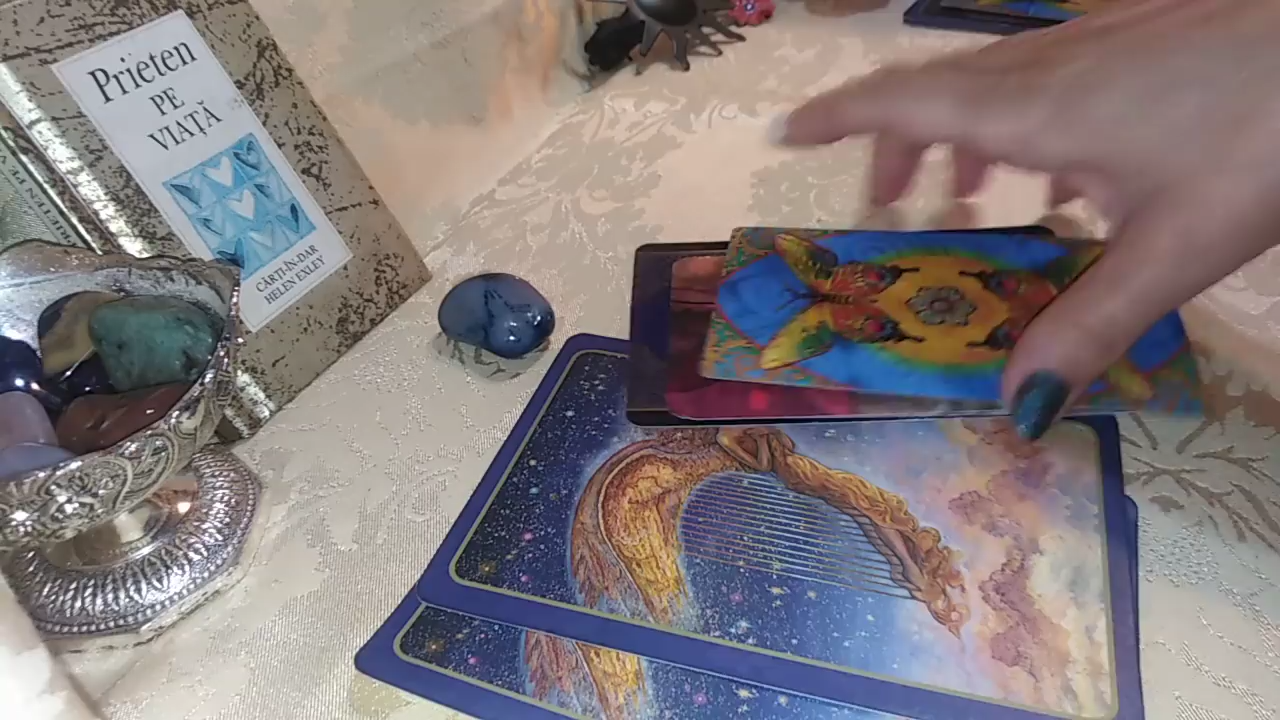 Prieten
PE
VIAȚĂ
CĂRȚI-ÎN-DAR
HELEN EXLEY